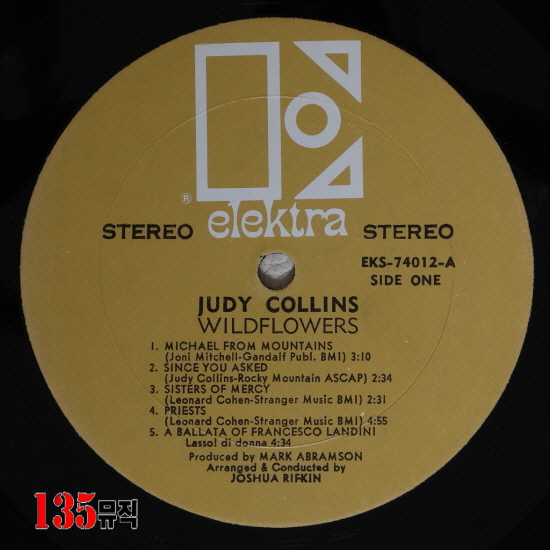 ®
elektra
STEREO STEREO
EKS-74012-A
SIDE ONE
JUDY COLLINS
WILDFLOWERS
1. MICHAEL FROM MOUNTAINS
(Joni Mitchell-Gandalf Publ. BMI) 3:10
2. SINCE YOU ASKED
(Judy Collins-Rocky Mountain ASCAP) 2:34
3. SISTERS OF MERCY
(Leonard Cohen-Stranger Music BMI) 2:31
4. PRIESTS
(Leonard Cohen-Stranger Music BMI) 4:55
5. A BALLATA OF FRANCESCO LANDINI
Lasso! di donna 4:34
Produced by MARK ABRAMSON
Arranged & Conducted by
JOSHUA RIFKIN
135뮤직